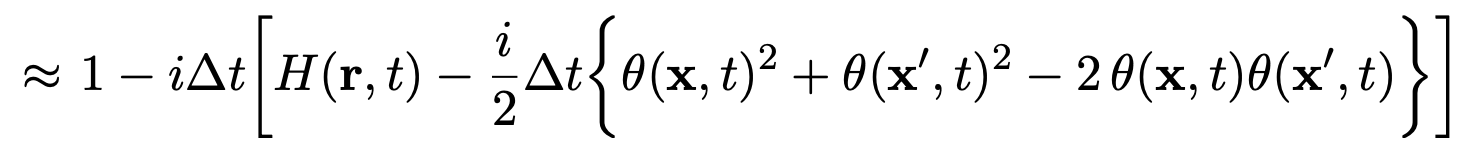 ≈ 1 − iΔt[H(𝐫, t) − i/2 Δt{θ(𝐱, t)² + θ(𝐱′, t)² − 2 θ(𝐱, t)θ(𝐱′, t)}]